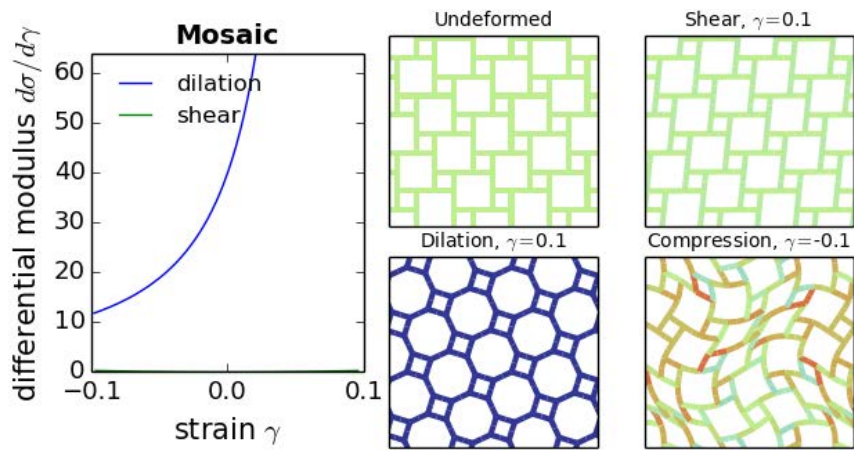 Mosaic
differential modulus dσ/dγ
60
50
40
30
20
10
0
dilation
shear
−0.1
0.0
0.1
strain γ
Undeformed
Shear, γ=0.1
Dilation, γ=0.1
Compression, γ=-0.1